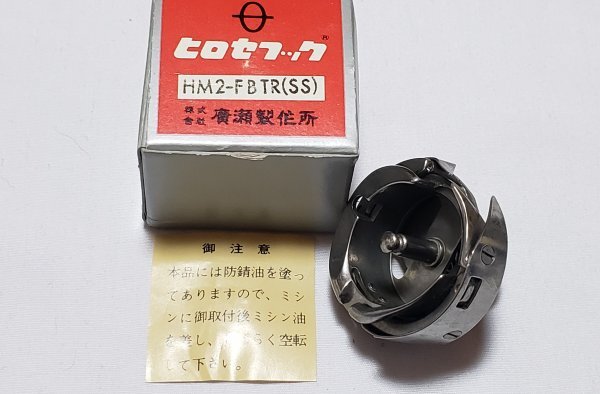 ヒロセフック®
HM2-FBTR(SS)
株式会社 廣瀬製作所
御注意
本品には防錆油を塗っ
てありますので、ミシ
ンに御取付後ミシン油
を差し、らく空転
して下さい。